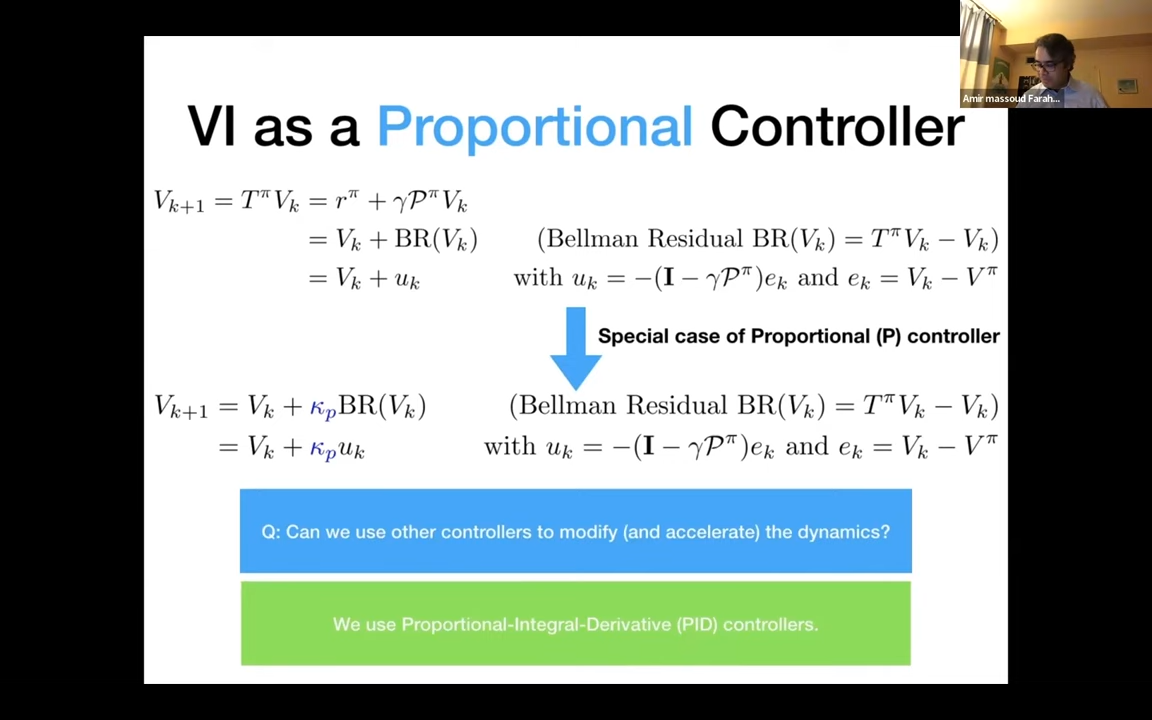 Amir massoud Farah...
VI as a Proportional Controller
V_{k+1} = T^π V_k = r^π + γ𝒫^π V_k
= V_k + BR(V_k) (Bellman Residual BR(V_k) = T^π V_k − V_k)
= V_k + u_k with u_k = −(𝐈 − γ𝒫^π)e_k and e_k = V_k − V^π
Special case of Proportional (P) controller
V_{k+1} = V_k + κ_p BR(V_k) (Bellman Residual BR(V_k) = T^π V_k − V_k)
= V_k + κ_p u_k with u_k = −(𝐈 − γ𝒫^π)e_k and e_k = V_k − V^π
Q: Can we use other controllers to modify (and accelerate) the dynamics?
We use Proportional-Integral-Derivative (PID) controllers.